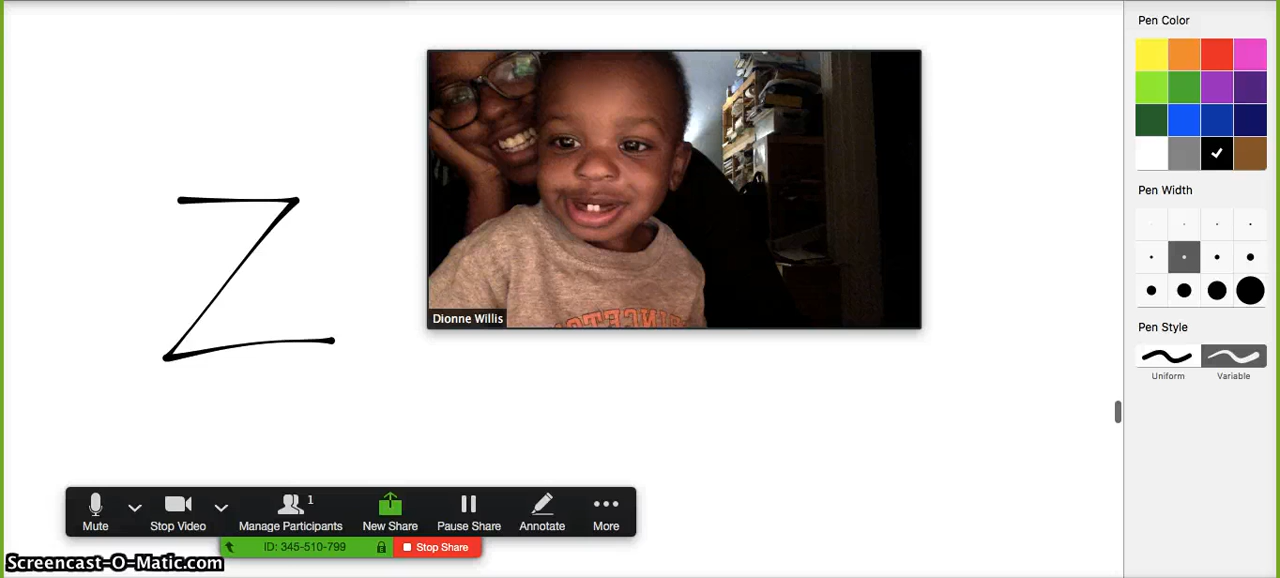 Pen Color
Z
Dionne Willis
PRINCETON
Pen Width
Pen Style
Uniform Variable
1
Mute Stop Video Manage Participants New Share Pause Share Annotate More
ID: 345-510-799 Stop Share
Screencast-O-Matic.com